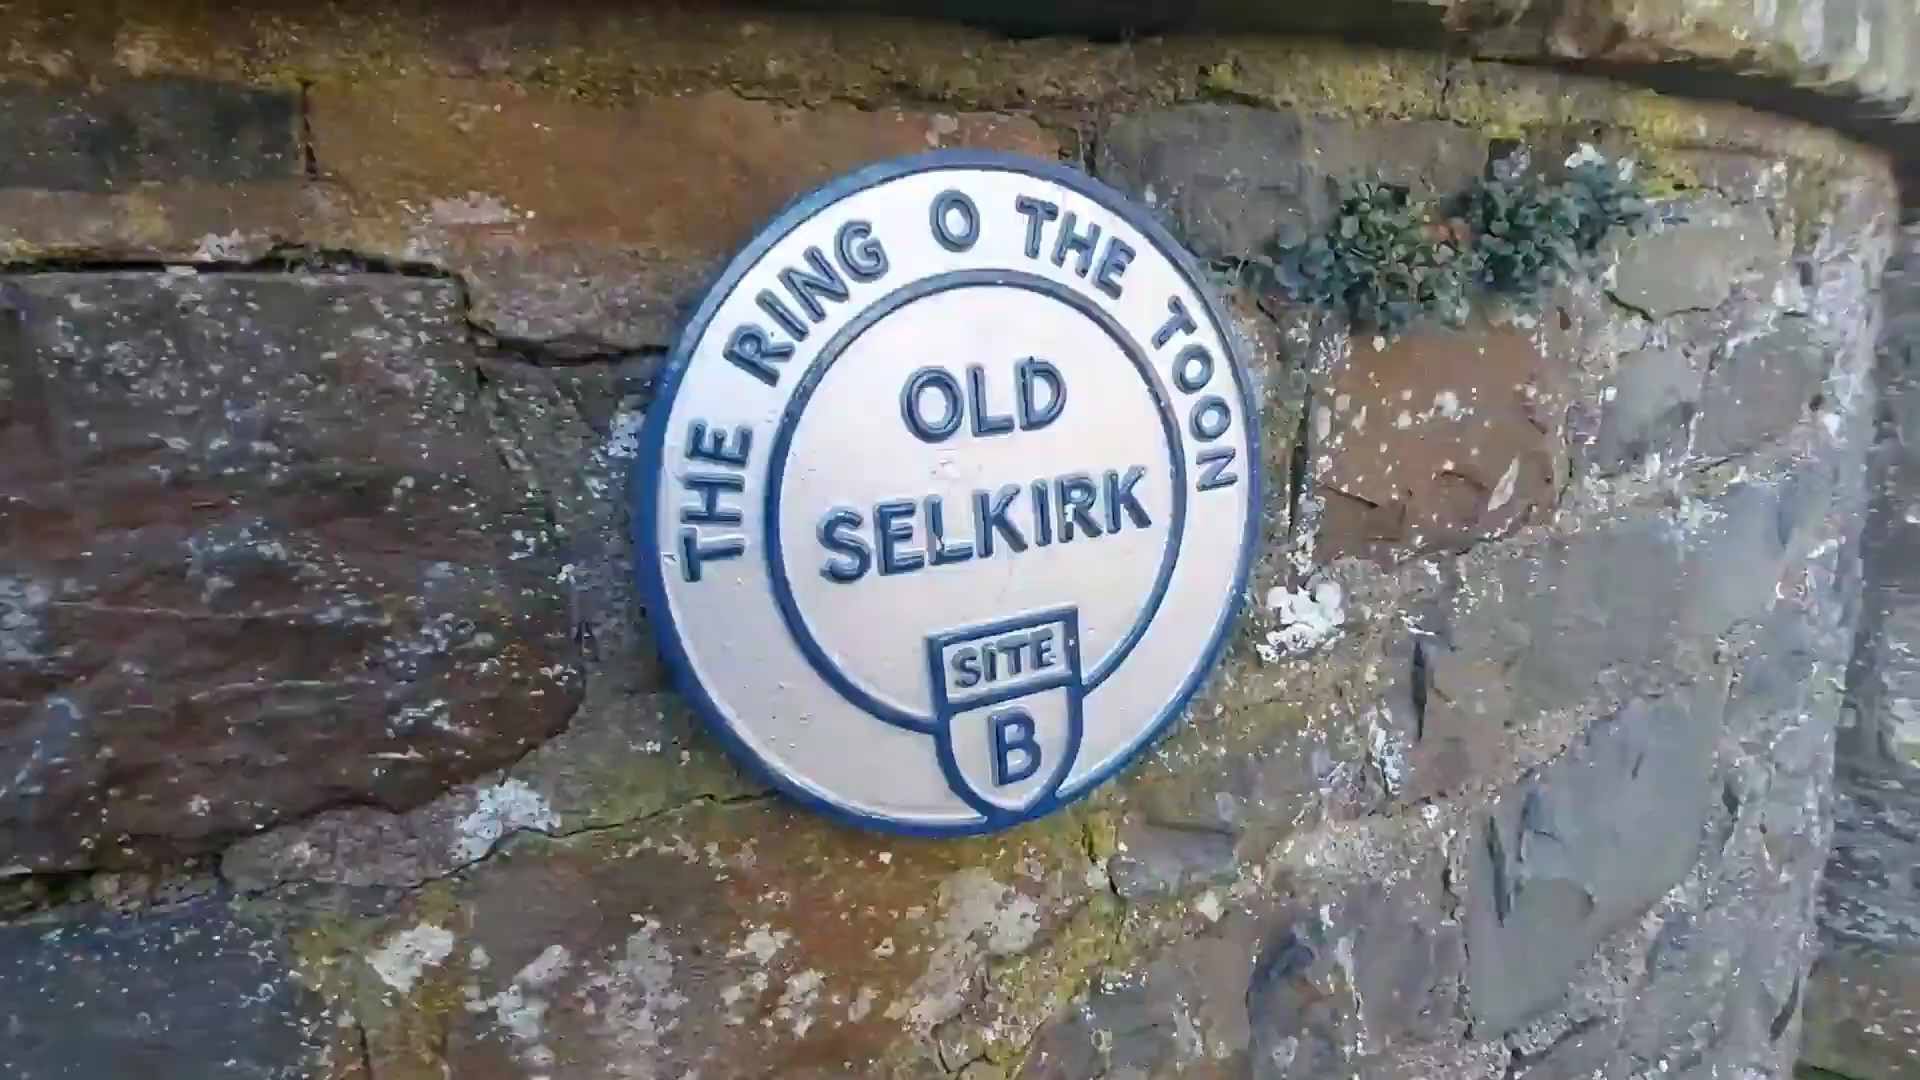 THE RING O THE TOON
OLD
SELKIRK
SITE
B